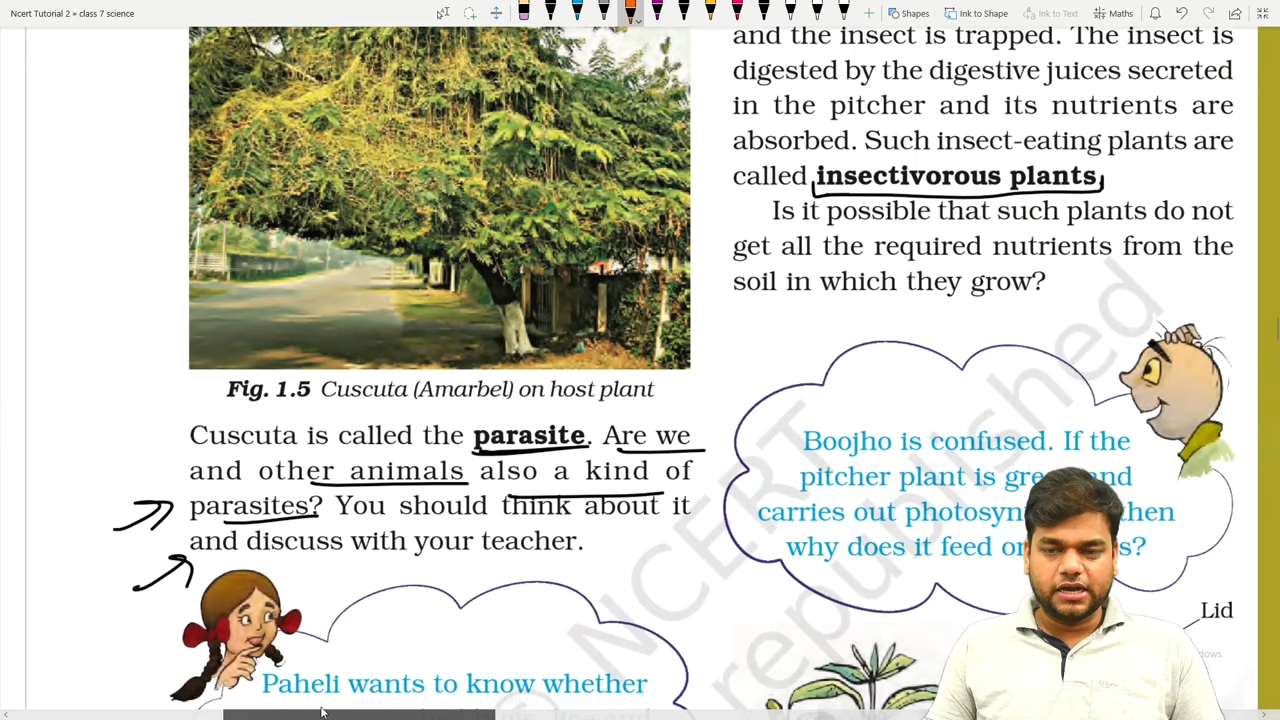 Ncert Tutorial 2 » class 7 science
Shapes
Ink to Shape
Ink to Text
Maths
Fig. 1.5 Cuscuta (Amarbel) on host plant
Cuscuta is called the parasite. Are we
and other animals also a kind of
parasites? You should think about it
and discuss with your teacher.
Paheli wants to know whether
and the insect is trapped. The insect is
digested by the digestive juices secreted
in the pitcher and its nutrients are
absorbed. Such insect-eating plants are
called insectivorous plants
Is it possible that such plants do not
get all the required nutrients from the
soil in which they grow?
Boojho is confused. If the
pitcher plant is and
carries out then
why does it feed
Lid
© NCERT
republished